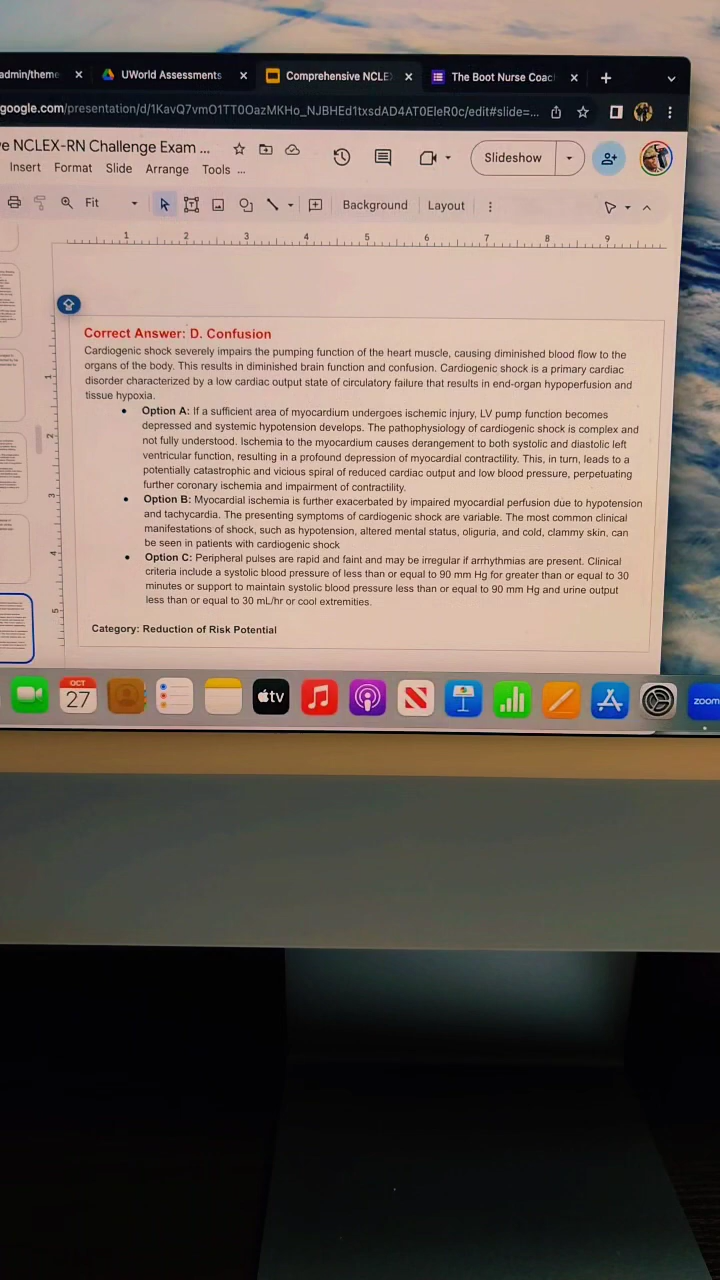 admin/theme
UWorld Assessments
Comprehensive NCLE
The Boot Nurse Coac
google.com/presentation/d/1KavQ7vmO1TT0OazMKHo_NJBHEd1txsdAD4AT0EleR0c/edit#slide=...
ve NCLEX-RN Challenge Exam ...
Slideshow
Insert Format Slide Arrange Tools ...
Fit
Background Layout
1 2 3 4 5 6 7 8 9
Correct Answer: D. Confusion
Cardiogenic shock severely impairs the pumping function of the heart muscle, causing diminished blood flow to the
organs of the body. This results in diminished brain function and confusion. Cardiogenic shock is a primary cardiac
disorder characterized by a low cardiac output state of circulatory failure that results in end-organ hypoperfusion and
tissue hypoxia.
• Option A: If a sufficient area of myocardium undergoes ischemic injury, LV pump function becomes
depressed and systemic hypotension develops. The pathophysiology of cardiogenic shock is complex and
not fully understood. Ischemia to the myocardium causes derangement to both systolic and diastolic left
ventricular function, resulting in a profound depression of myocardial contractility. This, in turn, leads to a
potentially catastrophic and vicious spiral of reduced cardiac output and low blood pressure, perpetuating
further coronary ischemia and impairment of contractility.
• Option B: Myocardial ischemia is further exacerbated by impaired myocardial perfusion due to hypotension
and tachycardia. The presenting symptoms of cardiogenic shock are variable. The most common clinical
manifestations of shock, such as hypotension, altered mental status, oliguria, and cold, clammy skin, can
be seen in patients with cardiogenic shock
• Option C: Peripheral pulses are rapid and faint and may be irregular if arrhythmias are present. Clinical
criteria include a systolic blood pressure of less than or equal to 90 mm Hg for greater than or equal to 30
minutes or support to maintain systolic blood pressure less than or equal to 90 mm Hg and urine output
less than or equal to 30 mL/hr or cool extremities.
Category: Reduction of Risk Potential
1
2
3
4
5
OCT
27
tv
zoom